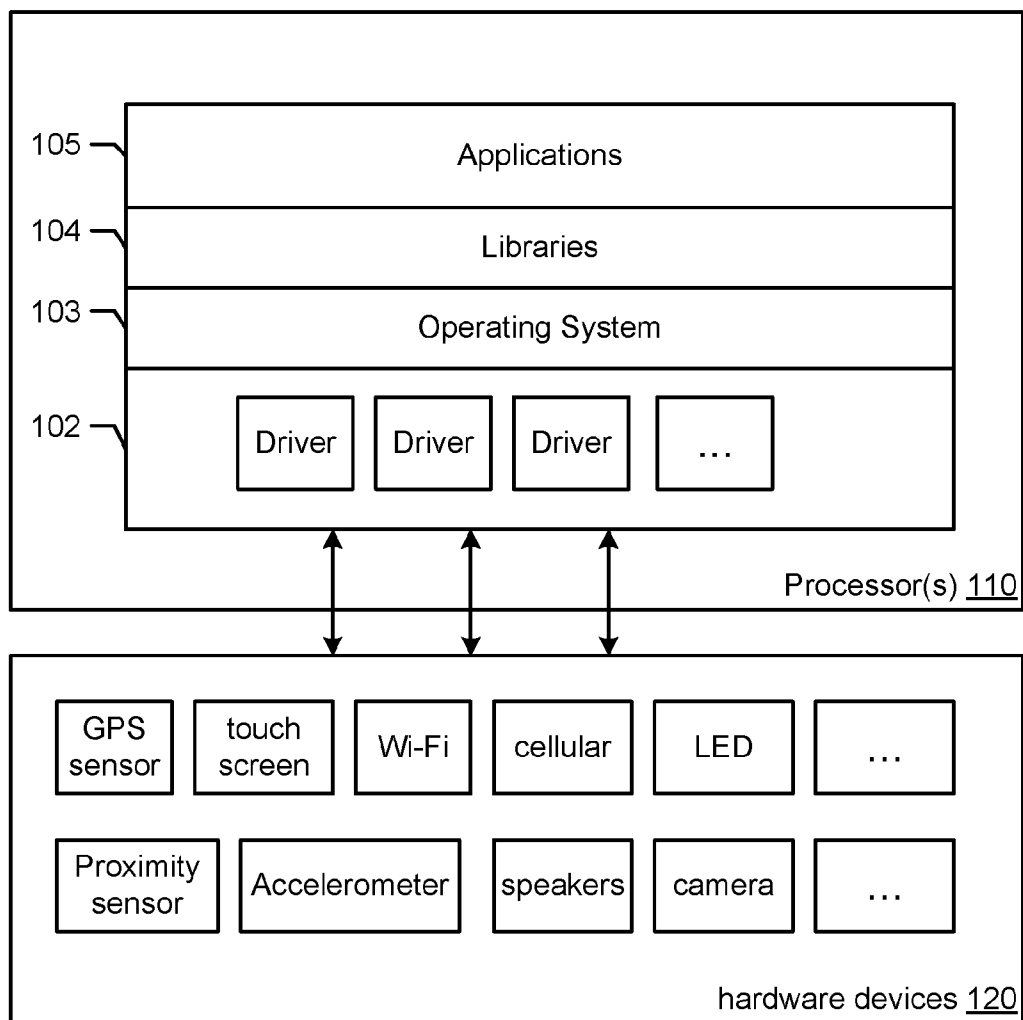 105
Applications
104
Libraries
103
Operating System
102
Driver Driver Driver ...
Processor(s) 110
GPS sensor
touch screen
Wi-Fi
cellular
LED
...
Proximity sensor
Accelerometer
speakers
camera
...
hardware devices 120